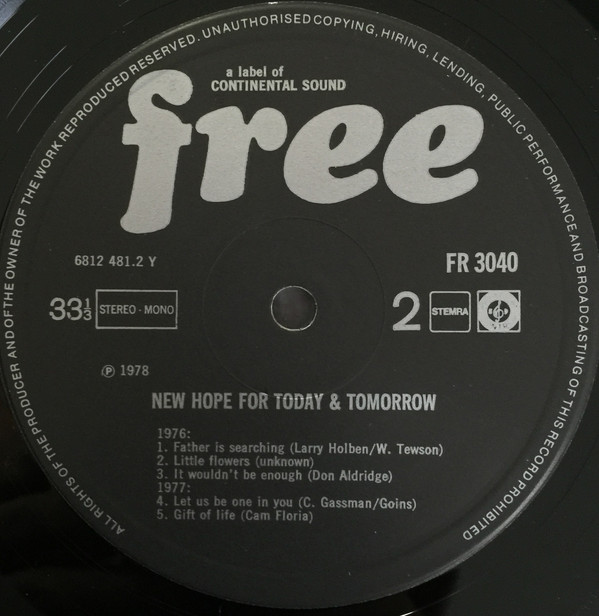 ALL RIGHTS OF THE PRODUCER AND OF THE OWNER OF THE WORK REPRODUCED RESERVED. UNAUTHORISED COPYING, HIRING, LENDING, PUBLIC PERFORMANCE AND BROADCASTING OF THIS RECORD PROHIBITED
a label of
CONTINENTAL SOUND
free
6812 481.2 Y
FR 3040
33⅓ STEREO - MONO
2 STEMRA
℗ 1978
NEW HOPE FOR TODAY & TOMORROW
1976:
1. Father is searching (Larry Holben/W. Tewson)
2. Little flowers (unknown)
3. It wouldn't be enough (Don Aldridge)
1977:
4. Let us be one in you (C. Gassman/Goins)
5. Gift of life (Cam Floria)